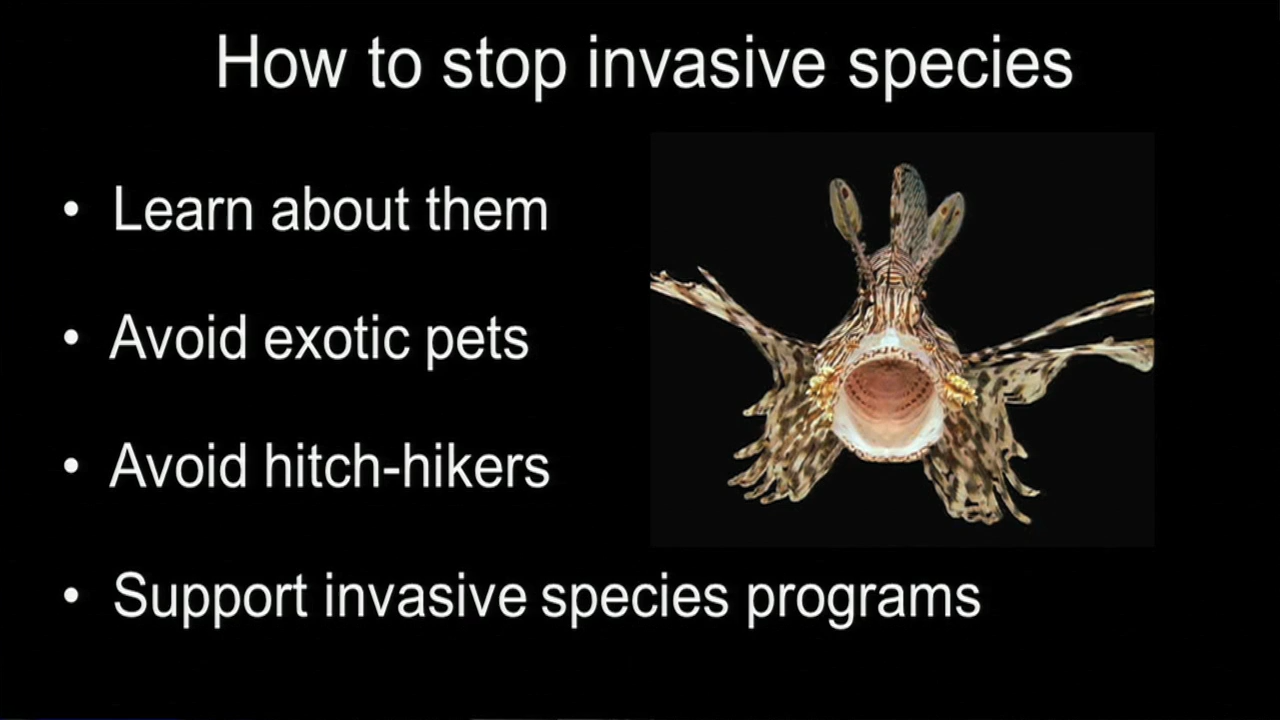 How to stop invasive species
• Learn about them
• Avoid exotic pets
• Avoid hitch-hikers
• Support invasive species programs